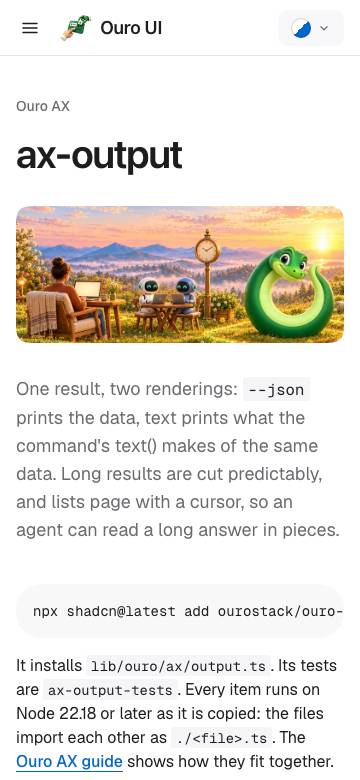 Ouro UI
Ouro AX
ax-output
One result, two renderings: --json
prints the data, text prints what the
command's text() makes of the same
data. Long results are cut predictably,
and lists page with a cursor, so an
agent can read a long answer in pieces.
npx shadcn@latest add ourostack/ouro-
It installs lib/ouro/ax/output.ts. Its tests
are ax-output-tests. Every item runs on
Node 22.18 or later as it is copied: the files
import each other as ./<file>.ts. The
Ouro AX guide shows how they fit together.